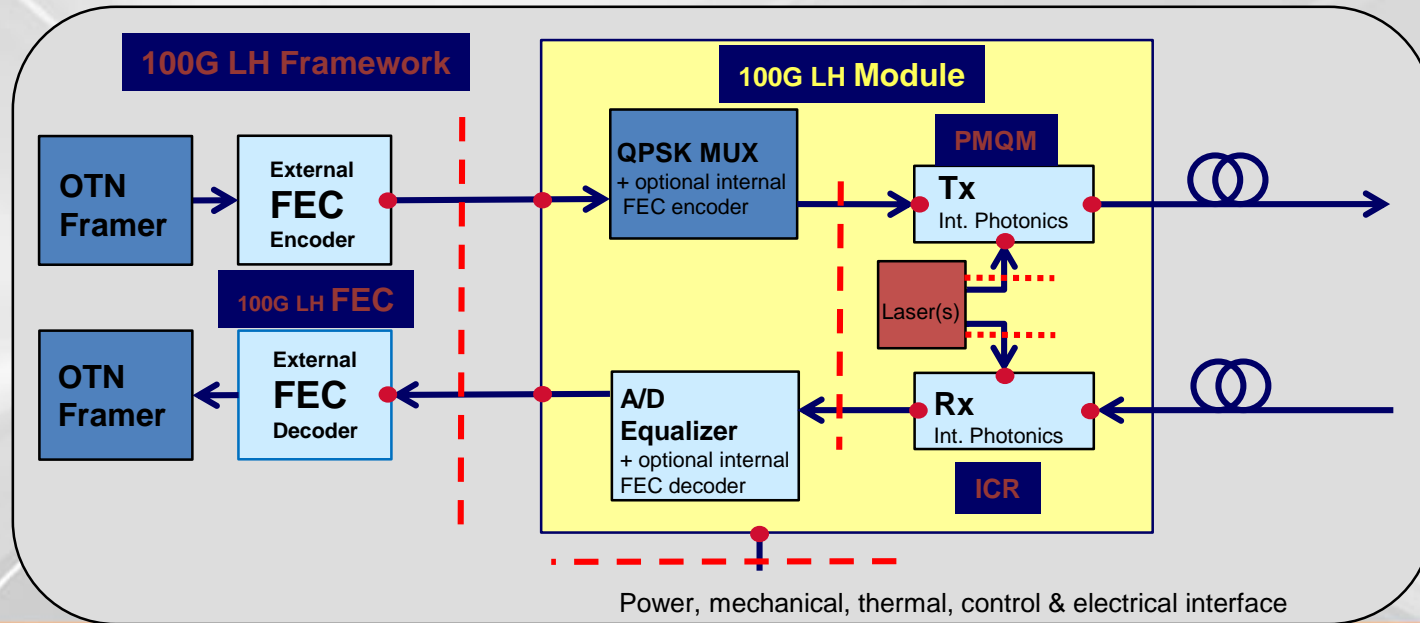 100G LH Framework
100G LH Module
OTN
Framer
External
FEC
Encoder
QPSK MUX
+ optional internal
FEC encoder
PMQM
Tx
Int. Photonics
100G LH FEC
Laser(s)
OTN
Framer
External
FEC
Decoder
A/D
Equalizer
+ optional internal
FEC decoder
Rx
Int. Photonics
ICR
Power, mechanical, thermal, control & electrical interface